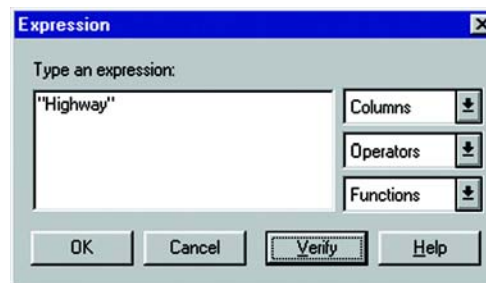 Expression
Type an expression:
"Highway"
Columns
Operators
Functions
OK
Cancel
Verify
Help